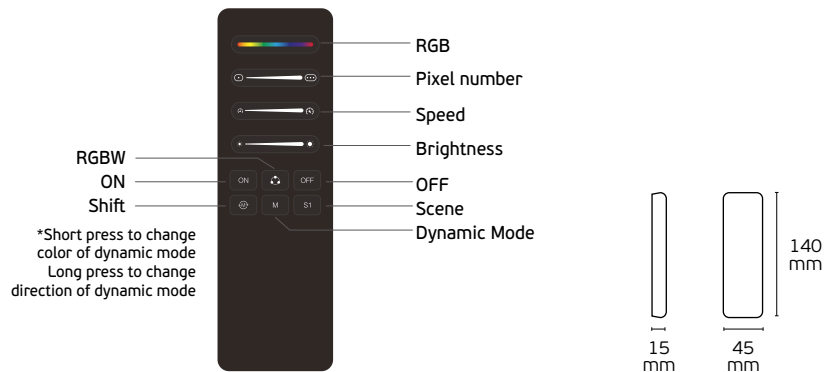 RGB
Pixel number
Speed
Brightness
RGBW
ON
Shift
*Short press to change
color of dynamic mode
Long press to change
direction of dynamic mode
ON
OFF
M
S1
OFF
Scene
Dynamic Mode
140
mm
15
mm
45
mm